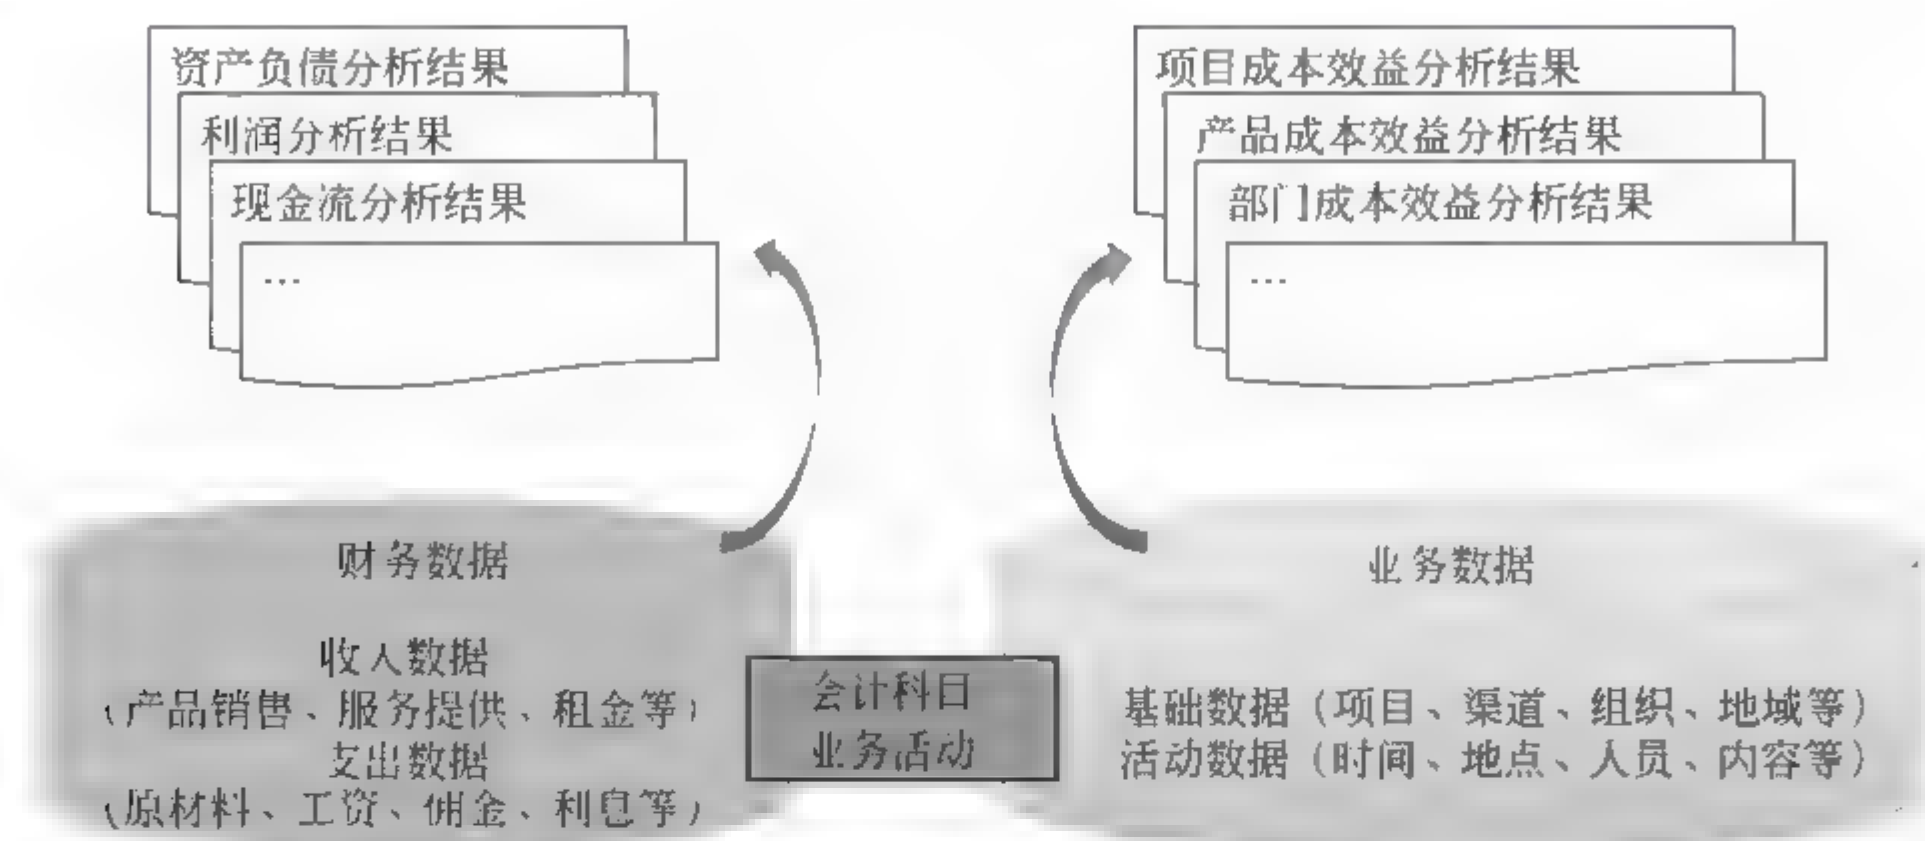 资产负债分析结果
利润分析结果
现金流分析结果
...
项目成本效益分析结果
产品成本效益分析结果
部门成本效益分析结果
...
财务数据
收入数据
(产品销售、服务提供、租金等)
支出数据
(原材料、工资、佣金、利息等)
会计科目
业务活动
业务数据
基础数据(项目、渠道、组织、地域等)
活动数据(时间、地点、人员、内容等)